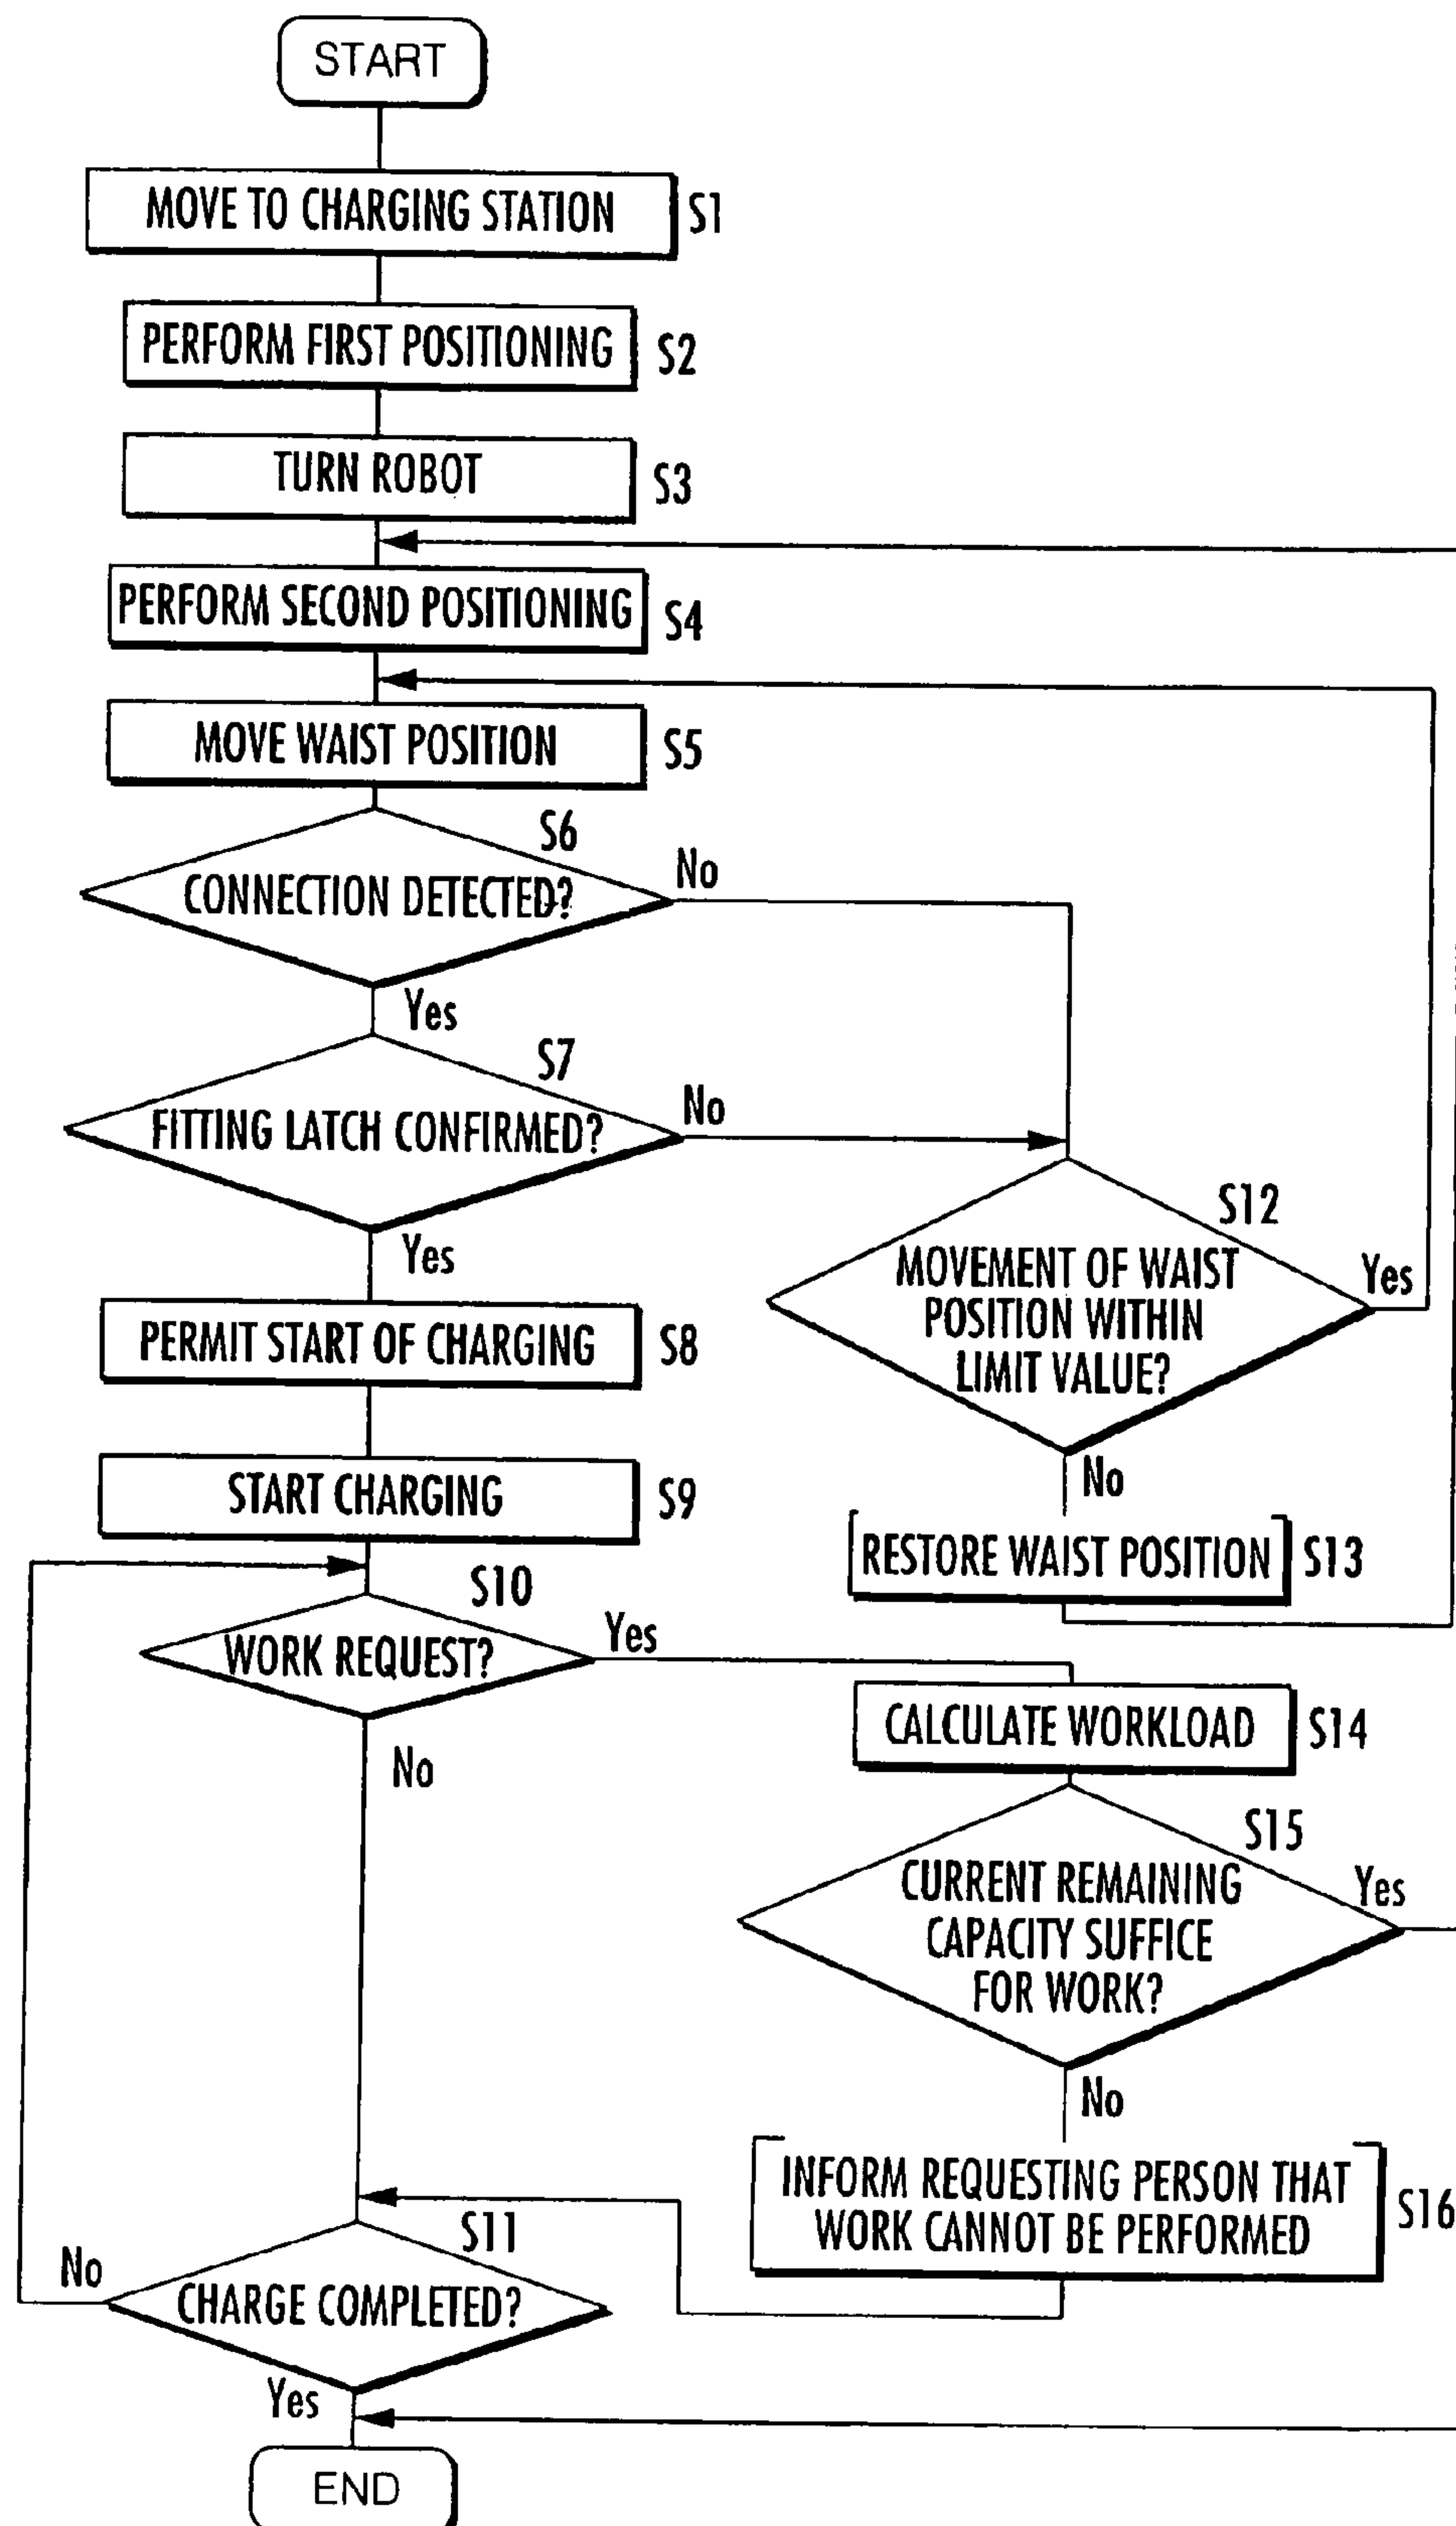 START
MOVE TO CHARGING STATION S1
PERFORM FIRST POSITIONING S2
TURN ROBOT S3
PERFORM SECOND POSITIONING S4
MOVE WAIST POSITION S5
S6
CONNECTION DETECTED?
No
Yes
S7
FITTING LATCH CONFIRMED?
No
Yes
S12
MOVEMENT OF WAIST
POSITION WITHIN
LIMIT VALUE?
Yes
No
PERMIT START OF CHARGING S8
START CHARGING S9
RESTORE WAIST POSITION S13
S10
WORK REQUEST?
Yes
No
CALCULATE WORKLOAD S14
S15
CURRENT REMAINING
CAPACITY SUFFICE
FOR WORK?
Yes
No
INFORM REQUESTING PERSON THAT
WORK CANNOT BE PERFORMED
S16
S11
CHARGE COMPLETED?
No
Yes
END